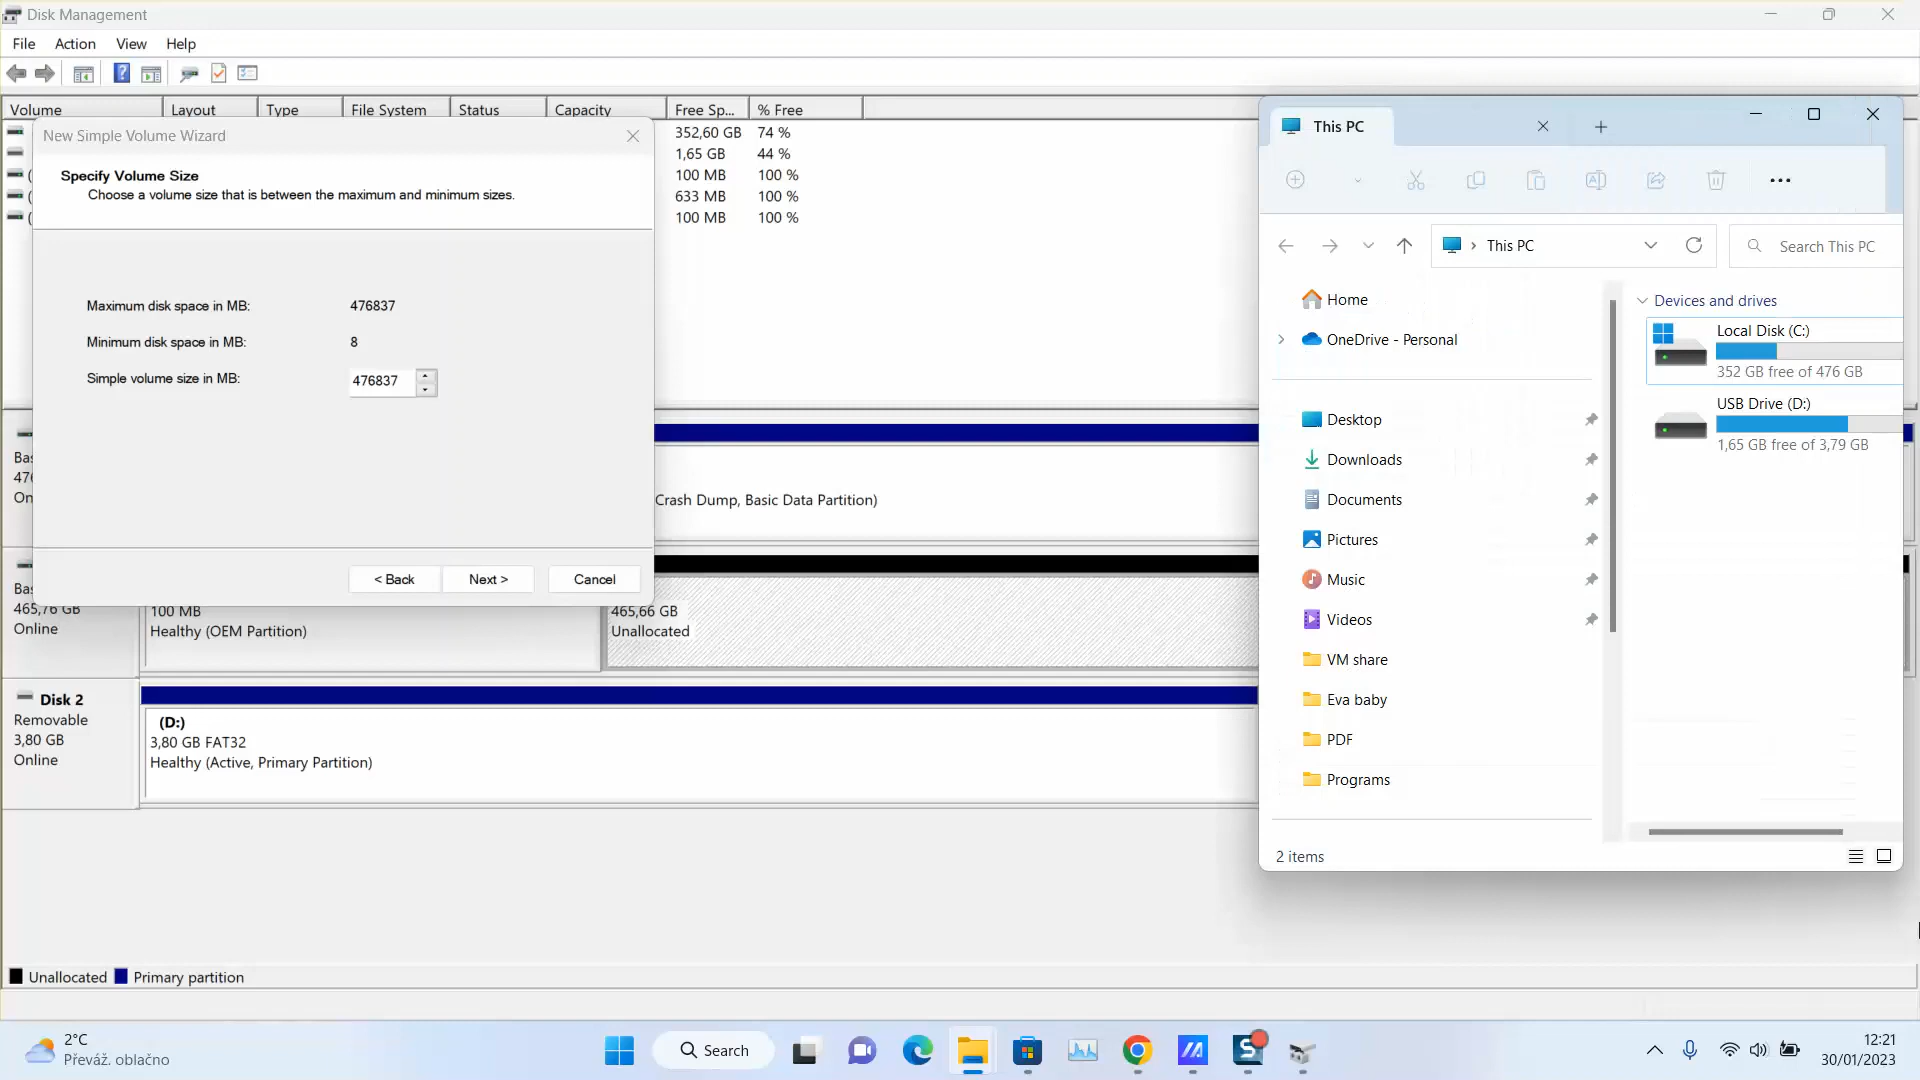 Disk Management
File Action View Help
Volume Layout Type File System Status Capacity Free Sp... % Free
352,60 GB 74 %
1,65 GB 44 %
100 MB 100 %
633 MB 100 %
100 MB 100 %
New Simple Volume Wizard
Specify Volume Size
Choose a volume size that is between the maximum and minimum sizes.
Maximum disk space in MB: 476837
Minimum disk space in MB: 8
Simple volume size in MB: 476837
< Back Next > Cancel
Bas
476
On
Crash Dump, Basic Data Partition)
Bas
465,76 GB
Online
100 MB
Healthy (OEM Partition)
465,66 GB
Unallocated
Disk 2
Removable
3,80 GB
Online
(D:)
3,80 GB FAT32
Healthy (Active, Primary Partition)
Unallocated Primary partition
This PC
This PC
Search This PC
Home
OneDrive - Personal
Desktop
Downloads
Documents
Pictures
Music
Videos
VM share
Eva baby
PDF
Programs
Devices and drives
Local Disk (C:)
352 GB free of 476 GB
USB Drive (D:)
1,65 GB free of 3,79 GB
2 items
2°C
Převáž. oblačno
Search
12:21
30/01/2023